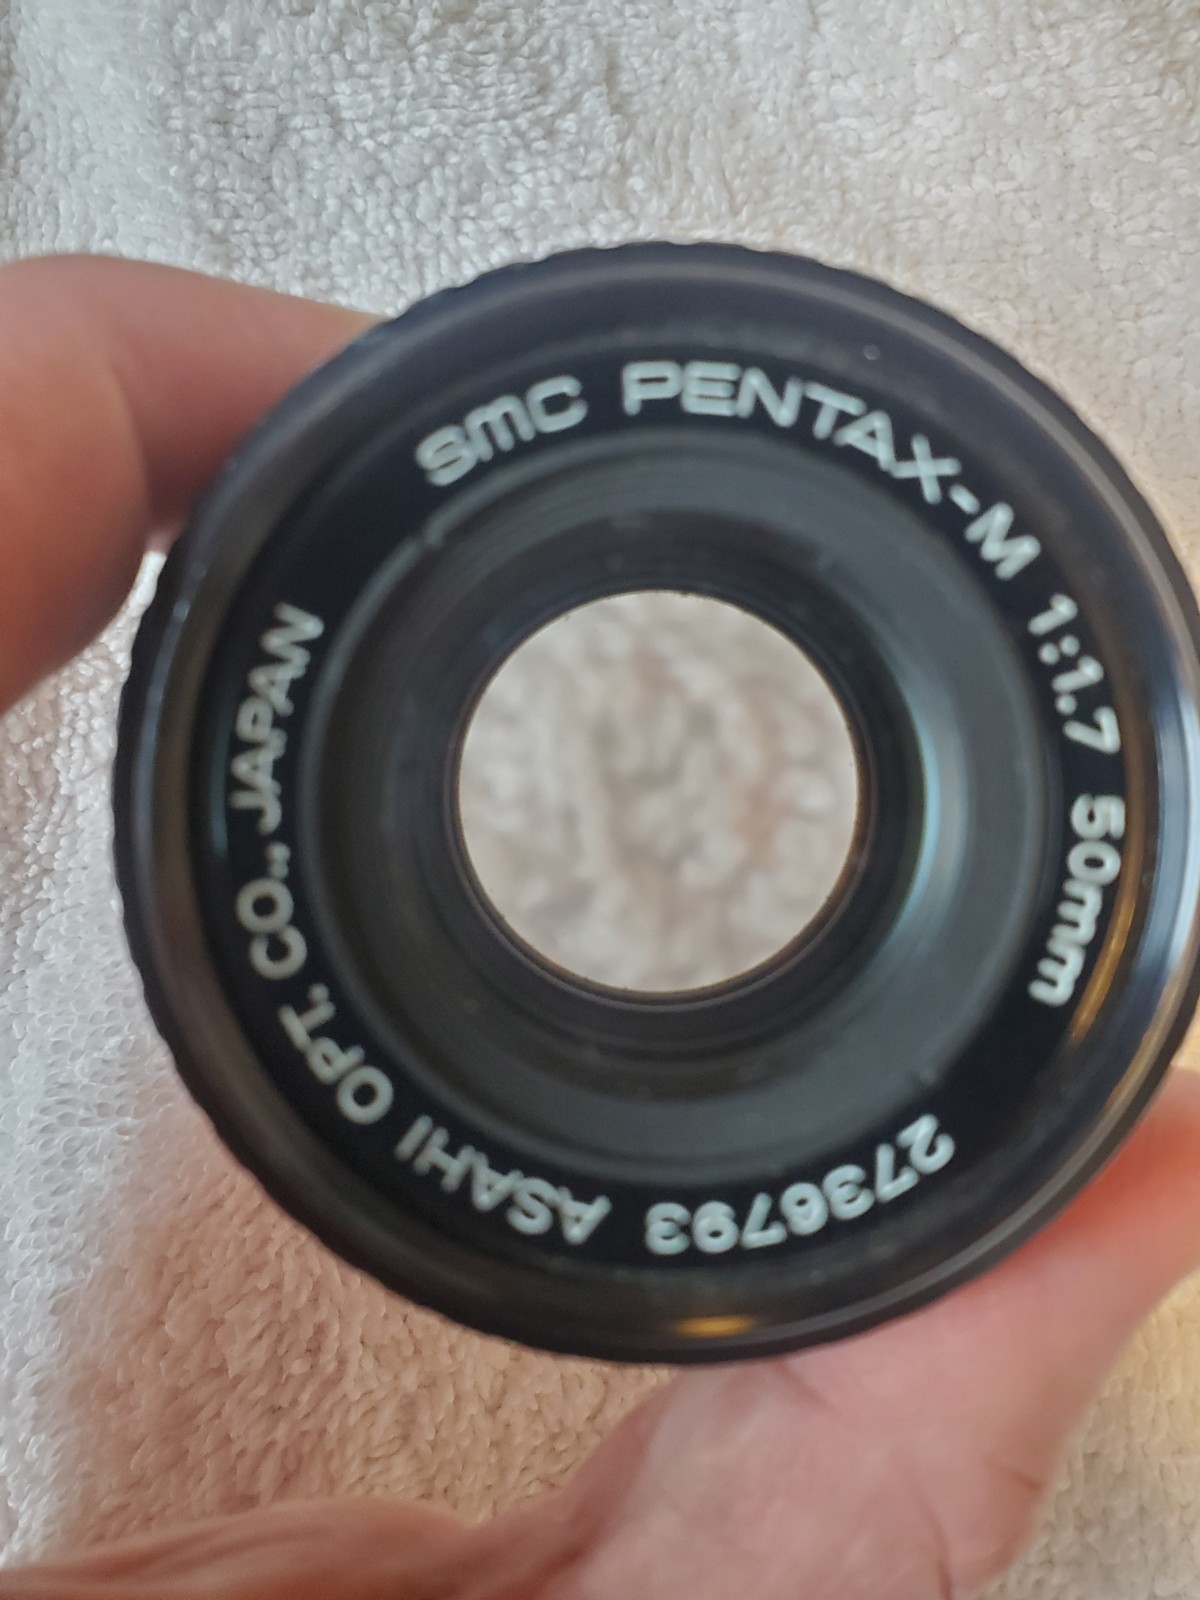 SMC PENTAX-M 1:1.7 50mm
2736793
ASAHI OPT. CO., JAPAN